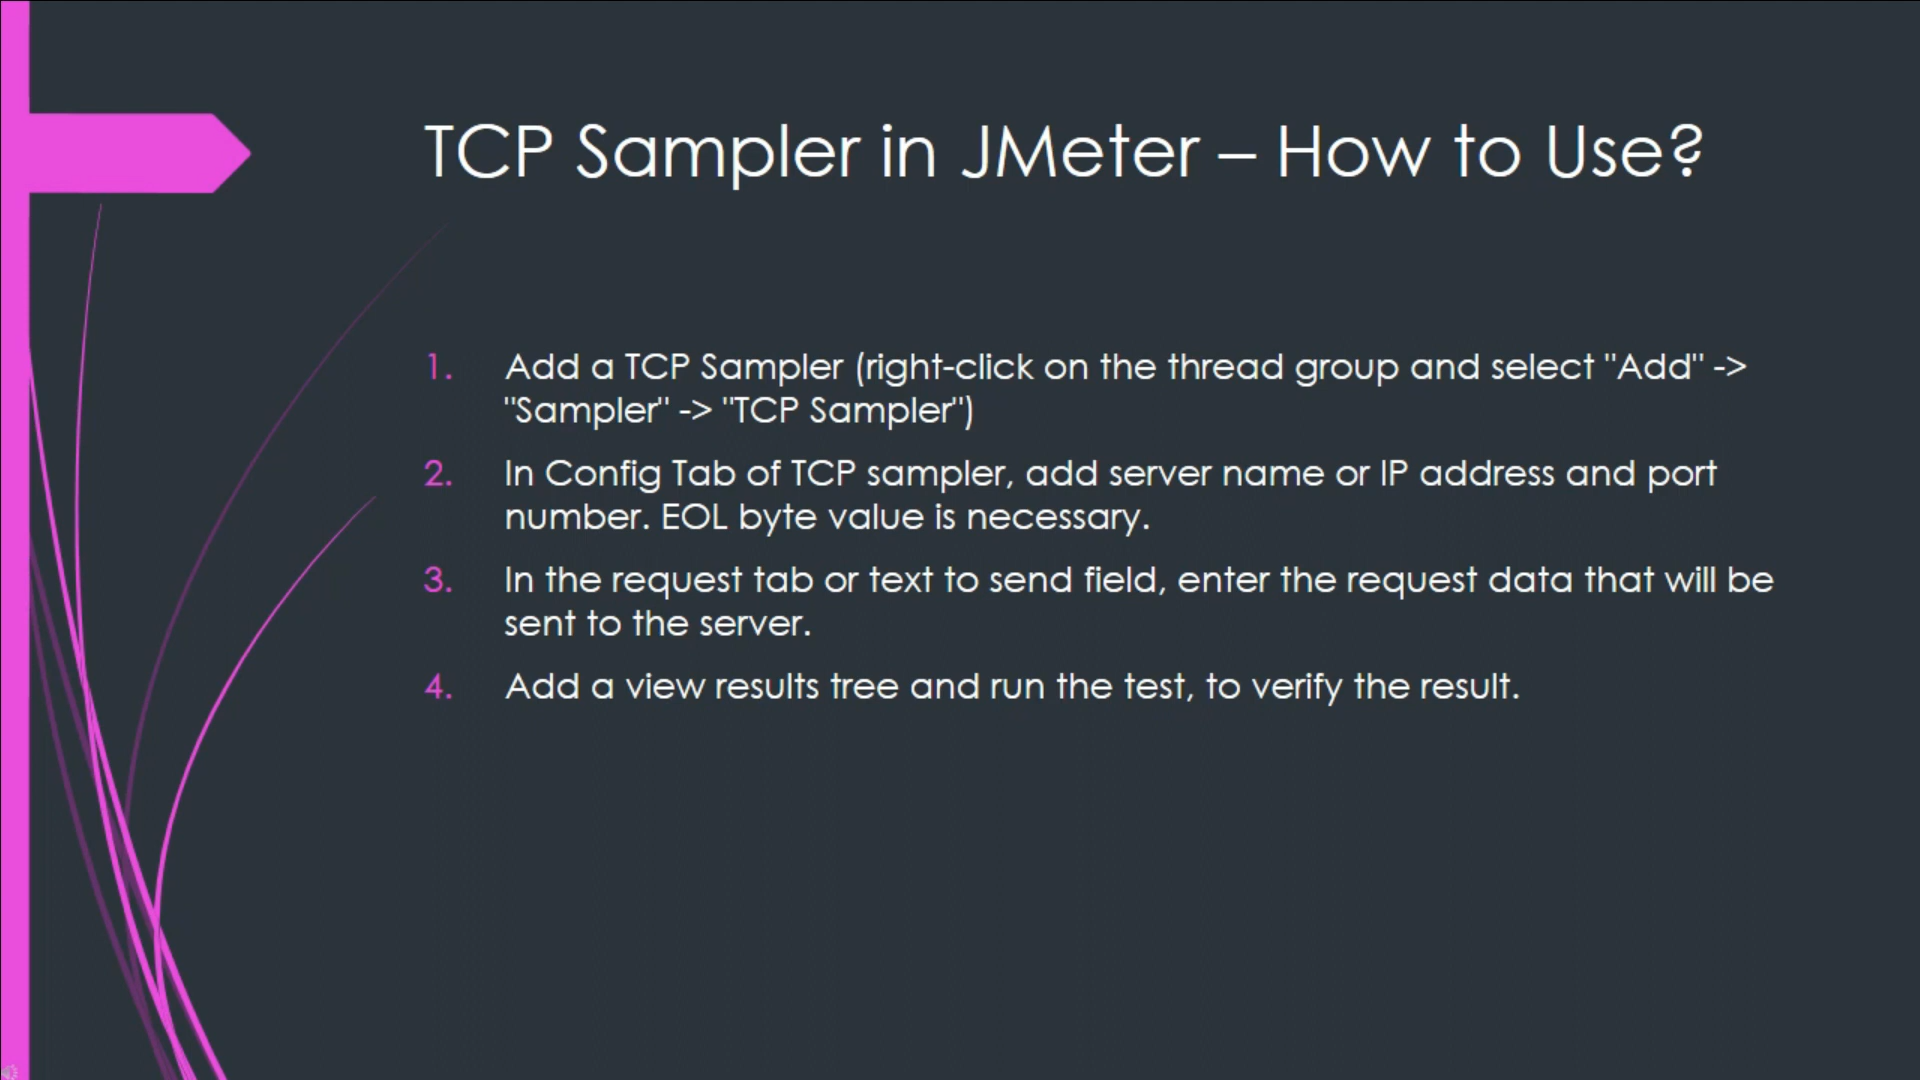 TCP Sampler in JMeter – How to Use?
1. Add a TCP Sampler (right-click on the thread group and select "Add" ->
"Sampler" -> "TCP Sampler")
2. In Config Tab of TCP sampler, add server name or IP address and port
number. EOL byte value is necessary.
3. In the request tab or text to send field, enter the request data that will be
sent to the server.
4. Add a view results tree and run the test, to verify the result.